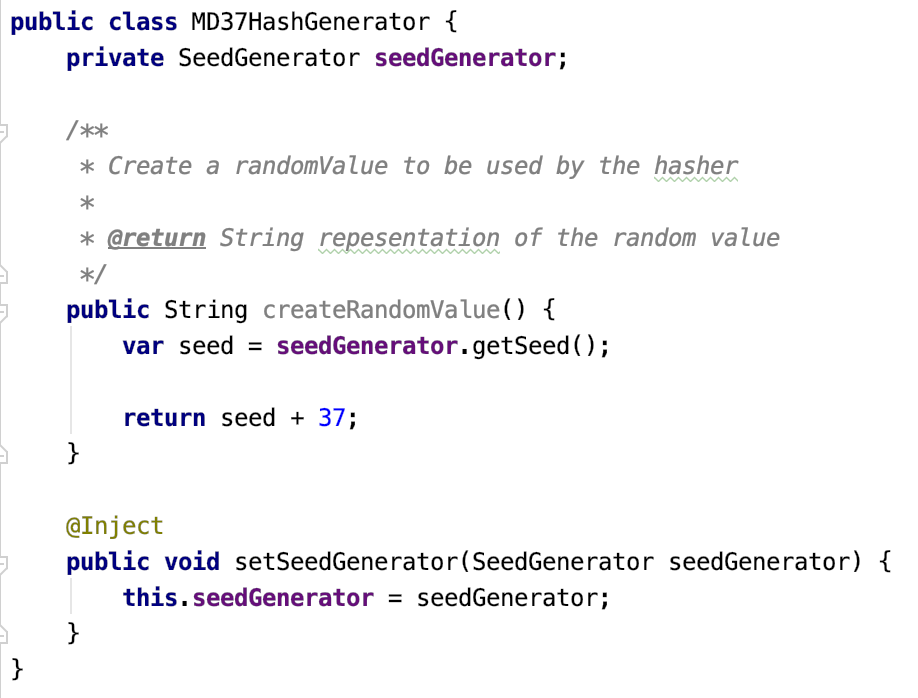 public class MD37HashGenerator {
    private SeedGenerator seedGenerator;
    /**
     * Create a randomValue to be used by the hasher
     *
     * @return String repesentation of the random value
     */
    public String createRandomValue() {
        var seed = seedGenerator.getSeed();
        return seed + 37;
    }
    @Inject
    public void setSeedGenerator(SeedGenerator seedGenerator) {
        this.seedGenerator = seedGenerator;
    }
}